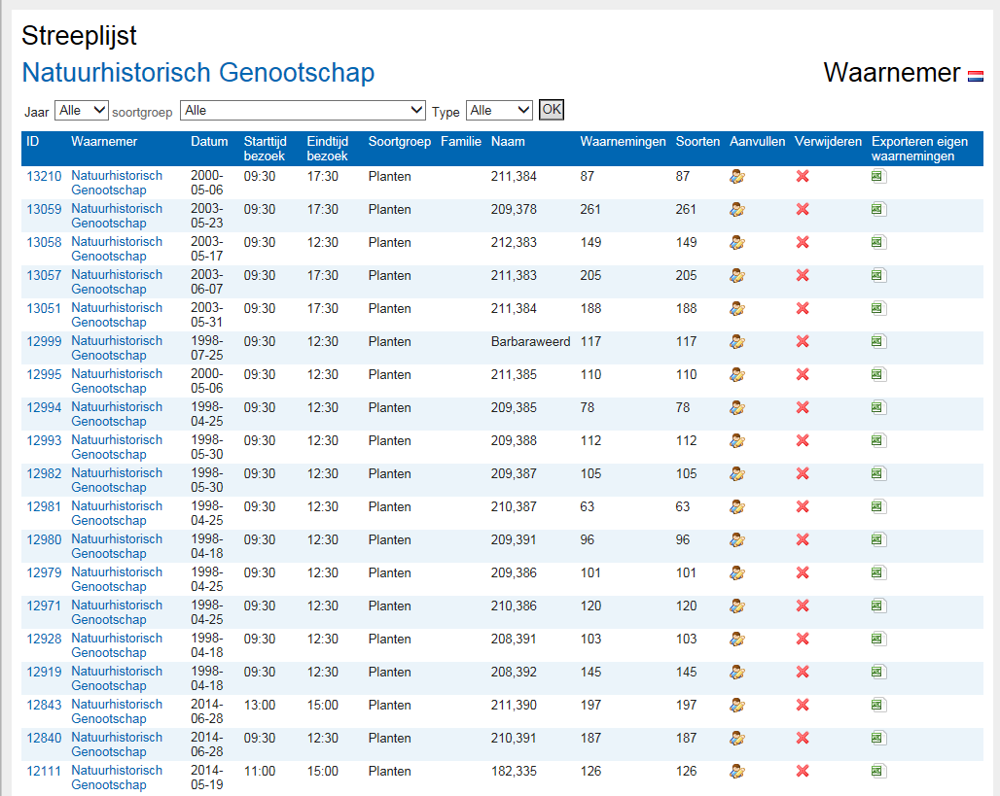 Streeplijst
Natuurhistorisch Genootschap
Waarnemer
Jaar Alle soortgroep Alle Type Alle OK
ID Waarnemer Datum Starttijd bezoek Eindtijd bezoek Soortgroep Familie Naam Waarnemingen Soorten Aanvullen Verwijderen Exporteren eigen waarnemingen
13210 Natuurhistorisch Genootschap 2000-05-06 09:30 17:30 Planten 211,384 87 87
13059 Natuurhistorisch Genootschap 2003-05-23 09:30 17:30 Planten 209,378 261 261
13058 Natuurhistorisch Genootschap 2003-05-17 09:30 12:30 Planten 212,383 149 149
13057 Natuurhistorisch Genootschap 2003-06-07 09:30 17:30 Planten 211,383 205 205
13051 Natuurhistorisch Genootschap 2003-05-31 09:30 17:30 Planten 211,384 188 188
12999 Natuurhistorisch Genootschap 1998-07-25 09:30 12:30 Planten Barbaraweerd 117 117
12995 Natuurhistorisch Genootschap 2000-05-06 09:30 12:30 Planten 211,385 110 110
12994 Natuurhistorisch Genootschap 1998-04-25 09:30 12:30 Planten 209,385 78 78
12993 Natuurhistorisch Genootschap 1998-05-30 09:30 12:30 Planten 209,388 112 112
12982 Natuurhistorisch Genootschap 1998-05-30 09:30 12:30 Planten 209,387 105 105
12981 Natuurhistorisch Genootschap 1998-04-25 09:30 12:30 Planten 210,387 63 63
12980 Natuurhistorisch Genootschap 1998-04-18 09:30 12:30 Planten 209,391 96 96
12979 Natuurhistorisch Genootschap 1998-04-25 09:30 12:30 Planten 209,386 101 101
12971 Natuurhistorisch Genootschap 1998-04-25 09:30 12:30 Planten 210,386 120 120
12928 Natuurhistorisch Genootschap 1998-04-18 09:30 12:30 Planten 208,391 103 103
12919 Natuurhistorisch Genootschap 1998-04-18 09:30 12:30 Planten 208,392 145 145
12843 Natuurhistorisch Genootschap 2014-06-28 13:00 15:00 Planten 211,390 197 197
12840 Natuurhistorisch Genootschap 2014-06-28 09:30 12:30 Planten 210,391 187 187
12111 Natuurhistorisch Genootschap 2014-05-19 11:00 15:00 Planten 182,335 126 126